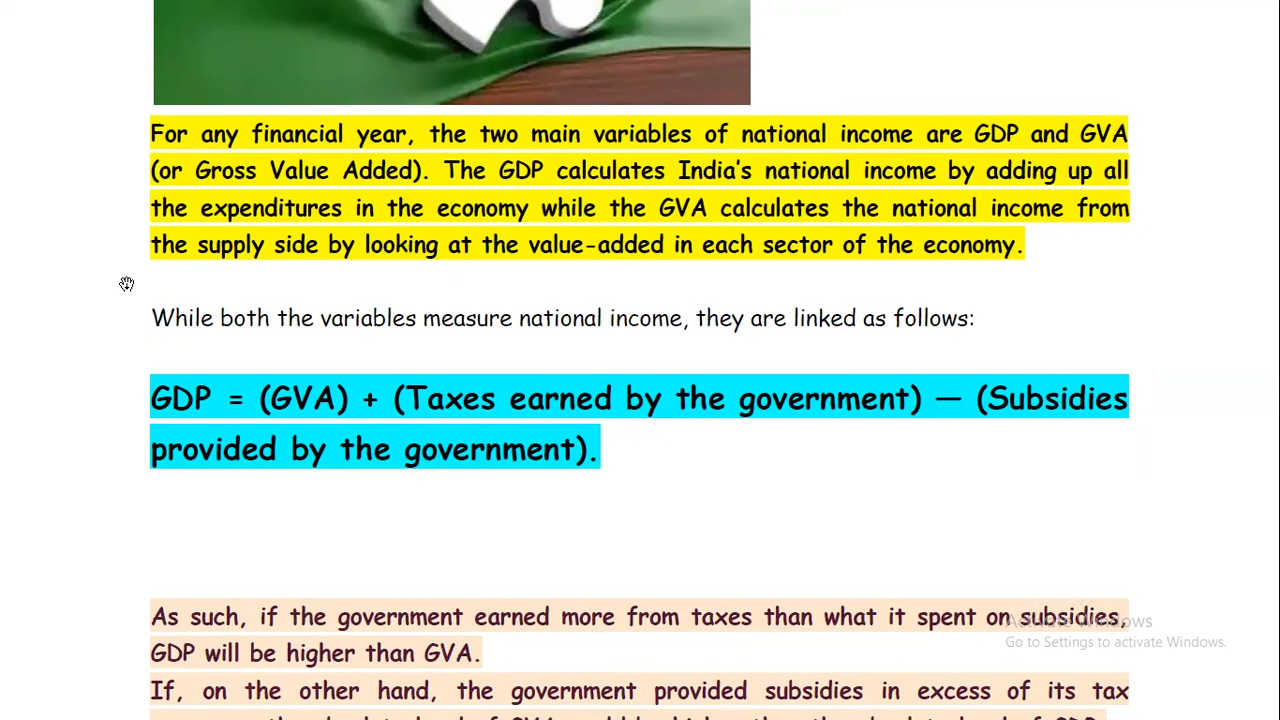 For any financial year, the two main variables of national income are GDP and GVA
(or Gross Value Added). The GDP calculates India's national income by adding up all
the expenditures in the economy while the GVA calculates the national income from
the supply side by looking at the value-added in each sector of the economy.
While both the variables measure national income, they are linked as follows:
GDP = (GVA) + (Taxes earned by the government) — (Subsidies
provided by the government).
As such, if the government earned more from taxes than what it spent on subsidies,
GDP will be higher than GVA.
If, on the other hand, the government provided subsidies in excess of its tax
Activate Windows
Go to Settings to activate Windows.